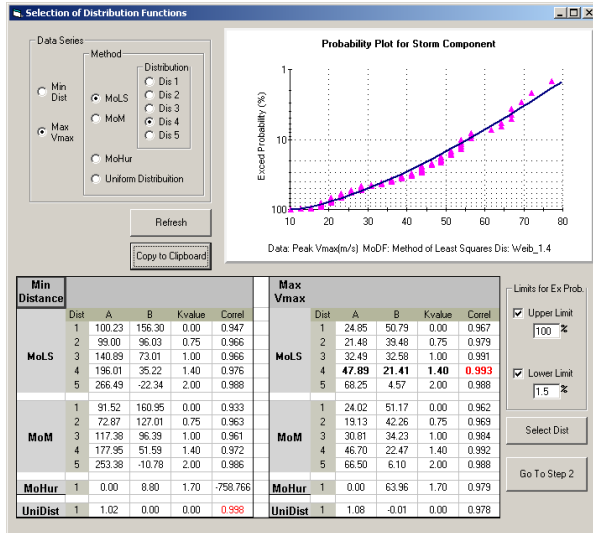 Selection of Distribution Functions
Data Series
Method
Distribution
Min Dist
Max Vmax
MoLS
MoM
MoHur
Uniform Distribuition
Dis 1
Dis 2
Dis 3
Dis 4
Dis 5
Refresh
Copy to Clipboard
Probability Plot for Storm Component
Exced Probability (%)
1
10
100
10 20 30 40 50 60 70 80
Data: Peak Vmax(m/s) MoDF: Method of Least Squares Dis: Weib_1.4
Min Distance
Dist A B Kvalue Correl
MoLS
1 100.23 156.30 0.00 0.947
2 99.00 96.03 0.75 0.966
3 140.89 73.01 1.00 0.966
4 196.01 35.22 1.40 0.976
5 266.49 -22.34 2.00 0.988
MoM
1 91.52 160.95 0.00 0.933
2 72.87 127.01 0.75 0.963
3 117.38 96.39 1.00 0.961
4 177.95 51.59 1.40 0.972
5 253.38 -10.78 2.00 0.986
MoHur 1 0.00 8.80 1.70 -758.766
UniDist 1 1.02 0.00 0.00 0.998
Max Vmax
Dist A B Kvalue Correl
MoLS
1 24.85 50.79 0.00 0.967
2 21.48 39.48 0.75 0.979
3 32.49 32.58 1.00 0.991
4 47.89 21.41 1.40 0.993
5 68.25 4.57 2.00 0.988
MoM
1 24.02 51.17 0.00 0.962
2 19.13 42.26 0.75 0.969
3 30.81 34.23 1.00 0.984
4 46.70 22.47 1.40 0.992
5 66.50 6.10 2.00 0.988
MoHur 1 0.00 63.96 1.70 0.979
UniDist 1 1.08 -0.01 0.00 0.978
Limits for Ex Prob.
Upper Limit
100 %
Lower Limit
1.5 %
Select Dist
Go To Step 2